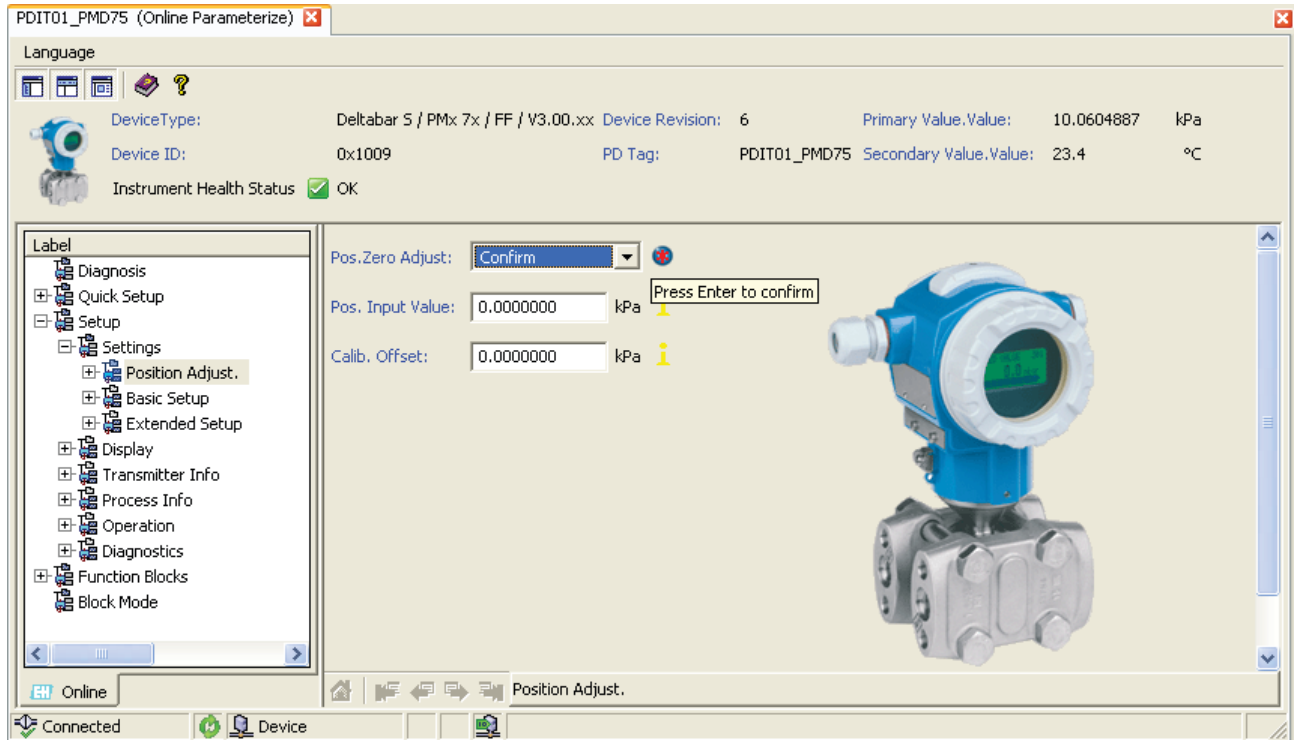 PDIT01_PMD75 (Online Parameterize)
Language
DeviceType: Deltabar S / PMx 7x / FF / V3.00.xx Device Revision: 6 Primary Value.Value: 10.0604887 kPa
Device ID: 0x1009 PD Tag: PDIT01_PMD75 Secondary Value.Value: 23.4 °C
Instrument Health Status OK
Label
Diagnosis
Quick Setup
Setup
Settings
Position Adjust.
Basic Setup
Extended Setup
Display
Transmitter Info
Process Info
Operation
Diagnostics
Function Blocks
Block Mode
Online
Pos.Zero Adjust: Confirm
Press Enter to confirm
Pos. Input Value: 0.0000000 kPa
Calib. Offset: 0.0000000 kPa
Position Adjust.
Connected Device